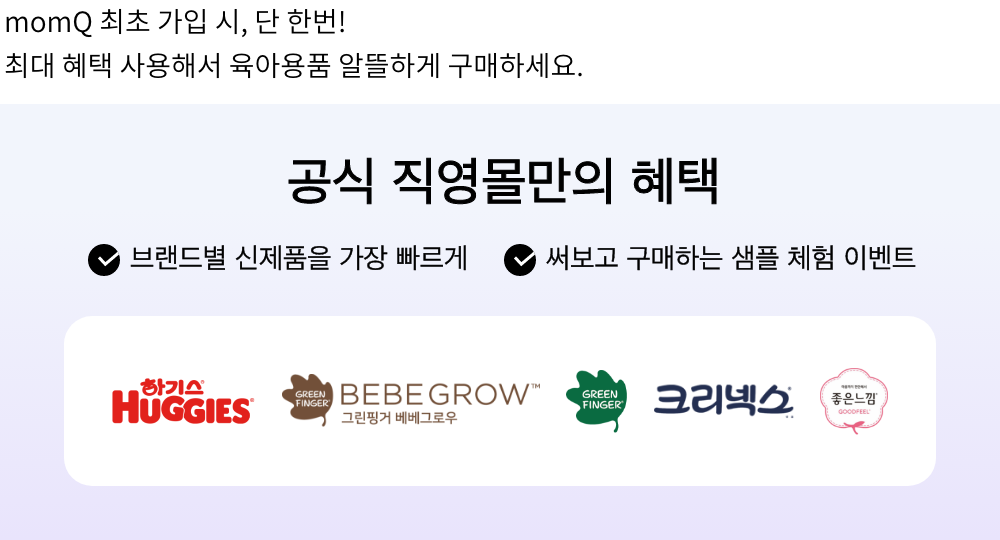 momQ 최초 가입 시, 단 한번!
최대 혜택 사용해서 육아용품 알뜰하게 구매하세요.
공식 직영몰만의 혜택
브랜드별 신제품을 가장 빠르게
써보고 구매하는 샘플 체험 이벤트
하기스®
HUGGIES®
GREEN FINGER®
BEBE GROW™
그린핑거 베베그로우
GREEN FINGER®
크리넥스®
좋은느낌
GOODFEEL®